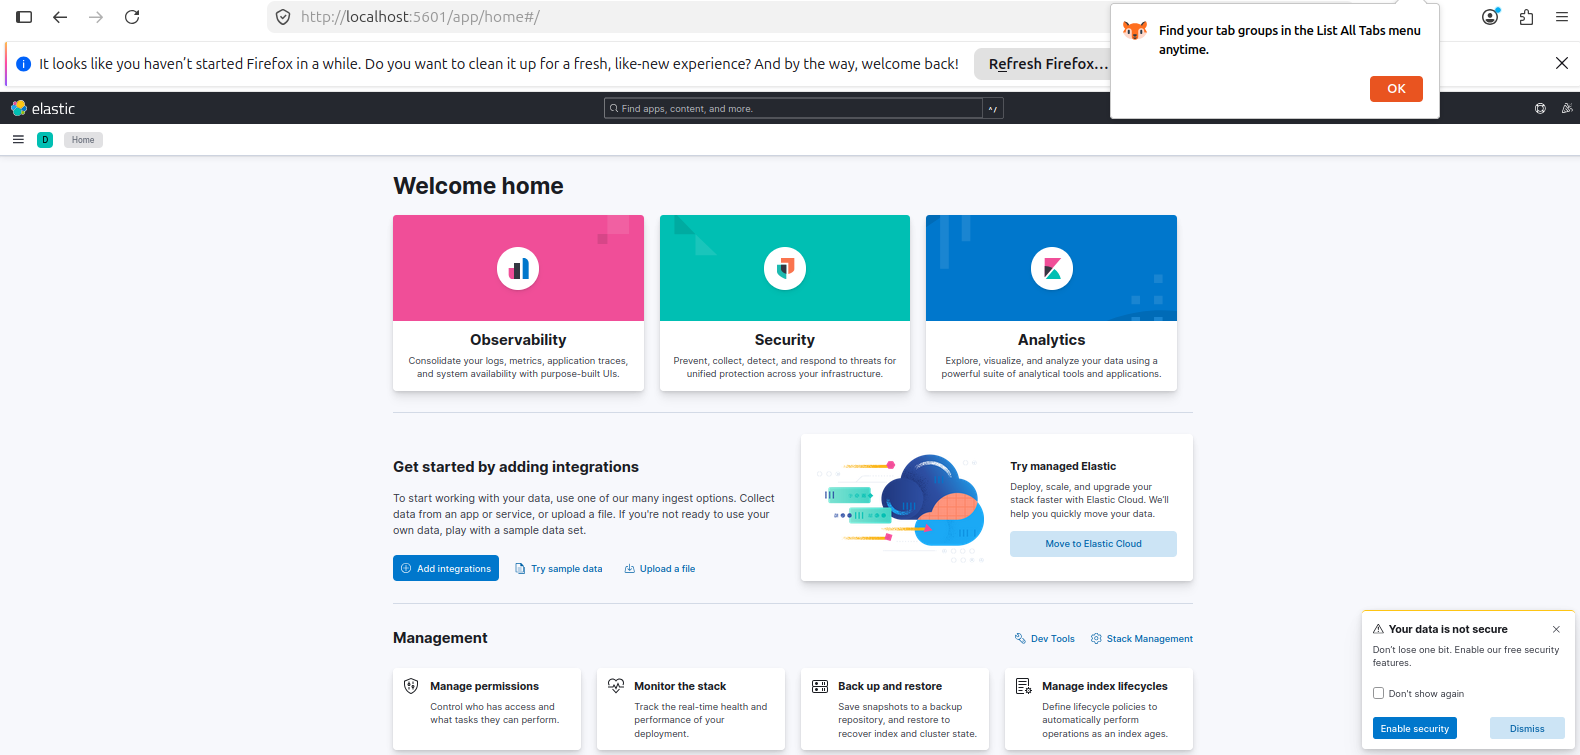 http://localhost:5601/app/home#/
Find your tab groups in the List All Tabs menu
anytime.
OK
It looks like you haven't started Firefox in a while. Do you want to clean it up for a fresh, like-new experience? And by the way, welcome back!
Refresh Firefox...
elastic
Find apps, content, and more.
^/
D
Home
Welcome home
Observability
Consolidate your logs, metrics, application traces,
and system availability with purpose-built UIs.
Security
Prevent, collect, detect, and respond to threats for
unified protection across your infrastructure.
Analytics
Explore, visualize, and analyze your data using a
powerful suite of analytical tools and applications.
Get started by adding integrations
To start working with your data, use one of our many ingest options. Collect
data from an app or service, or upload a file. If you're not ready to use your
own data, play with a sample data set.
Add integrations
Try sample data
Upload a file
Try managed Elastic
Deploy, scale, and upgrade your
stack faster with Elastic Cloud. We'll
help you quickly move your data.
Move to Elastic Cloud
Management
Dev Tools
Stack Management
Manage permissions
Control who has access and
what tasks they can perform.
Monitor the stack
Track the real-time health and
performance of your
deployment.
Back up and restore
Save snapshots to a backup
repository, and restore to
recover index and cluster state.
Manage index lifecycles
Define lifecycle policies to
automatically perform
operations as an index ages.
Your data is not secure
Don't lose one bit. Enable our free security
features.
Don't show again
Enable security
Dismiss